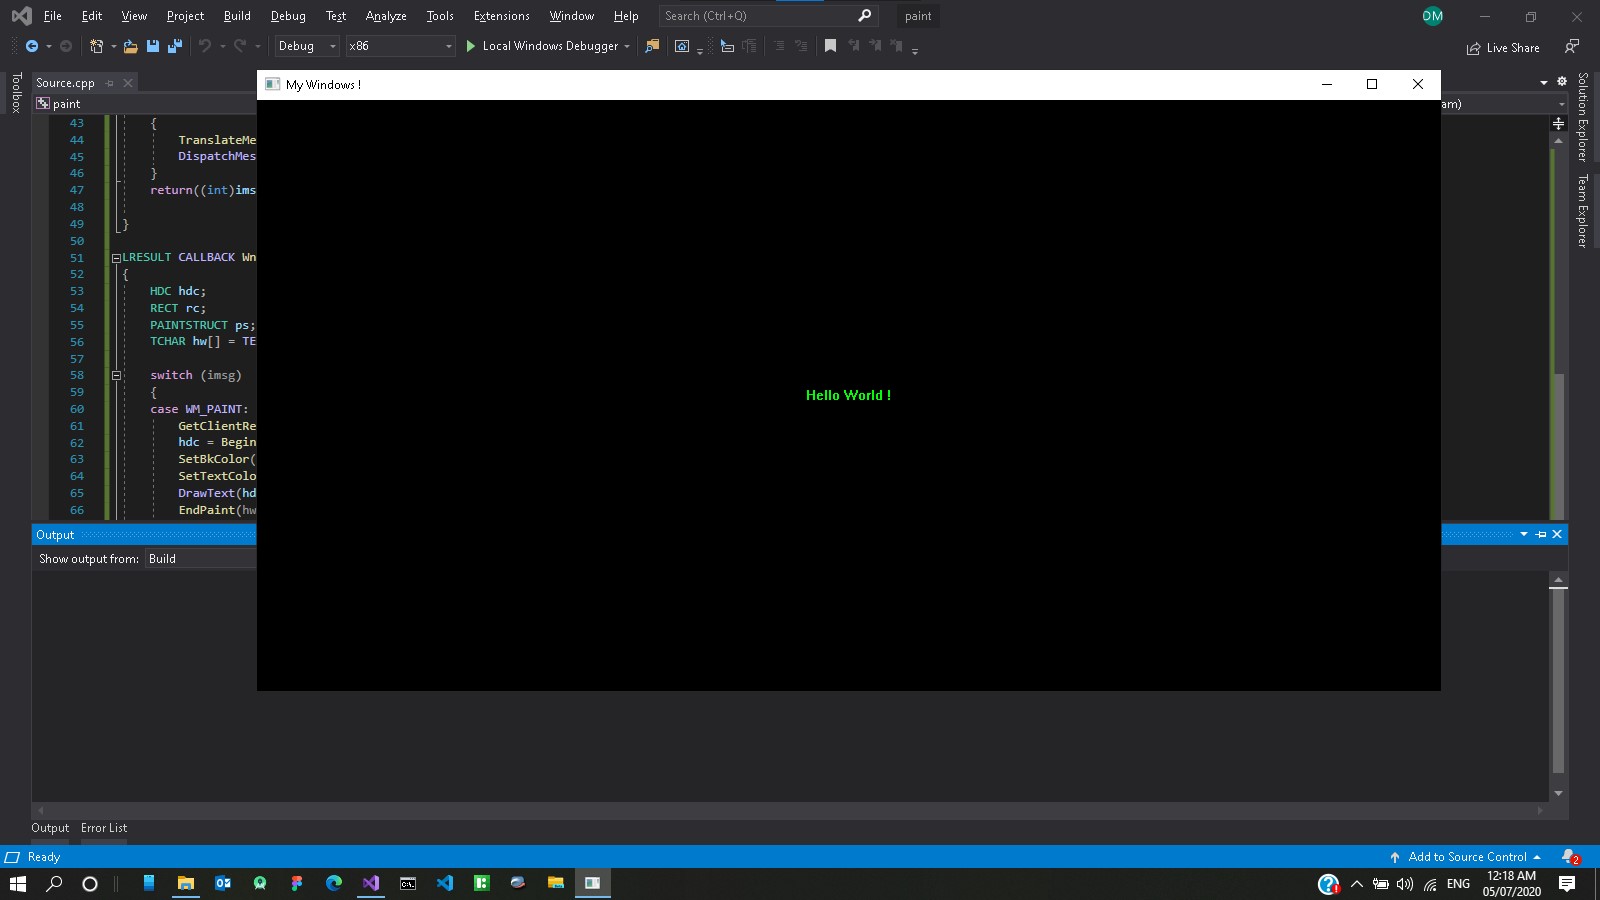 File Edit View Project Build Debug Test Analyze Tools Extensions Window Help Search (Ctrl+Q) paint DM
Debug x86 Local Windows Debugger Live Share
Toolbox
Source.cpp
My Windows !
paint
am)
Solution Explorer
Team Explorer
43 {
44 TranslateMe
45 DispatchMes
46 }
47 return((int)ims
48
49 }
50
51 LRESULT CALLBACK Wn
52 {
53 HDC hdc;
54 RECT rc;
55 PAINTSTRUCT ps;
56 TCHAR hw[] = TE
57
58 switch (imsg)
59 {
60 case WM_PAINT:
61 GetClientRe
62 hdc = Begin
63 SetBkColor(
64 SetTextColo
65 DrawText(hd
66 EndPaint(hw
Hello World !
Output
Show output from: Build
Output Error List
Ready Add to Source Control 2
ENG 12:18 AM
05/07/2020